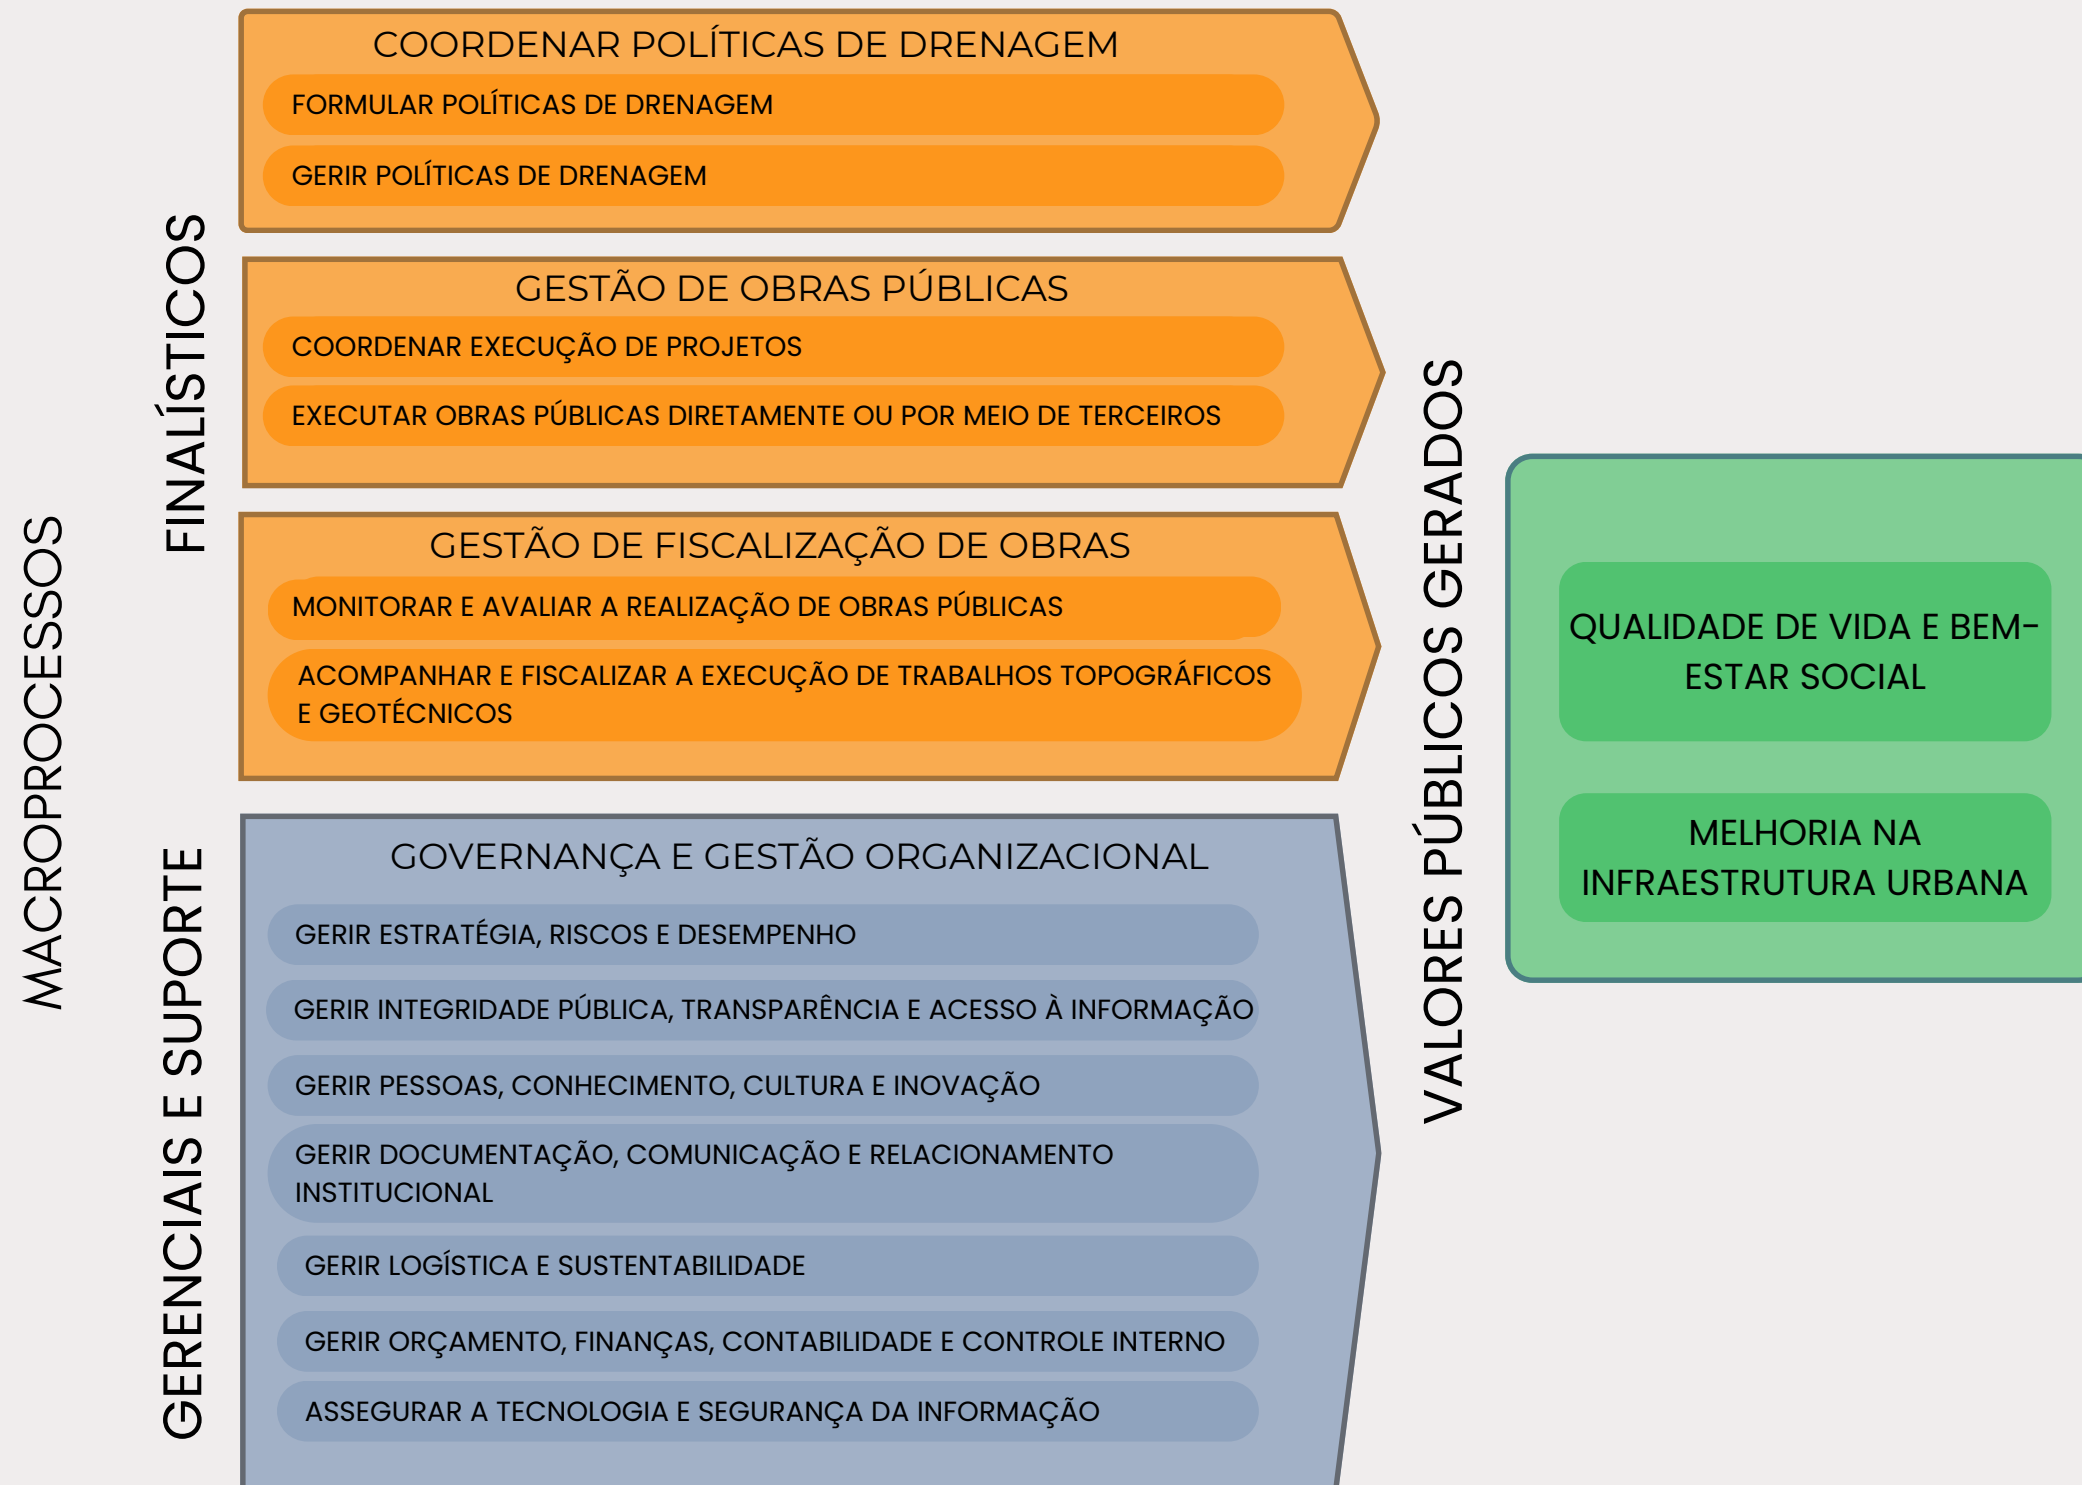 MACROPROCESSOS
FINALÍSTICOS
COORDENAR POLÍTICAS DE DRENAGEM
FORMULAR POLÍTICAS DE DRENAGEM
GERIR POLÍTICAS DE DRENAGEM
GESTÃO DE OBRAS PÚBLICAS
COORDENAR EXECUÇÃO DE PROJETOS
EXECUTAR OBRAS PÚBLICAS DIRETAMENTE OU POR MEIO DE TERCEIROS
GESTÃO DE FISCALIZAÇÃO DE OBRAS
MONITORAR E AVALIAR A REALIZAÇÃO DE OBRAS PÚBLICAS
ACOMPANHAR E FISCALIZAR A EXECUÇÃO DE TRABALHOS TOPOGRÁFICOS
E GEOTÉCNICOS
GERENCIAIS E SUPORTE
GOVERNANÇA E GESTÃO ORGANIZACIONAL
GERIR ESTRATÉGIA, RISCOS E DESEMPENHO
GERIR INTEGRIDADE PÚBLICA, TRANSPARÊNCIA E ACESSO À INFORMAÇÃO
GERIR PESSOAS, CONHECIMENTO, CULTURA E INOVAÇÃO
GERIR DOCUMENTAÇÃO, COMUNICAÇÃO E RELACIONAMENTO
INSTITUCIONAL
GERIR LOGÍSTICA E SUSTENTABILIDADE
GERIR ORÇAMENTO, FINANÇAS, CONTABILIDADE E CONTROLE INTERNO
ASSEGURAR A TECNOLOGIA E SEGURANÇA DA INFORMAÇÃO
VALORES PÚBLICOS GERADOS
QUALIDADE DE VIDA E BEM-
ESTAR SOCIAL
MELHORIA NA
INFRAESTRUTURA URBANA